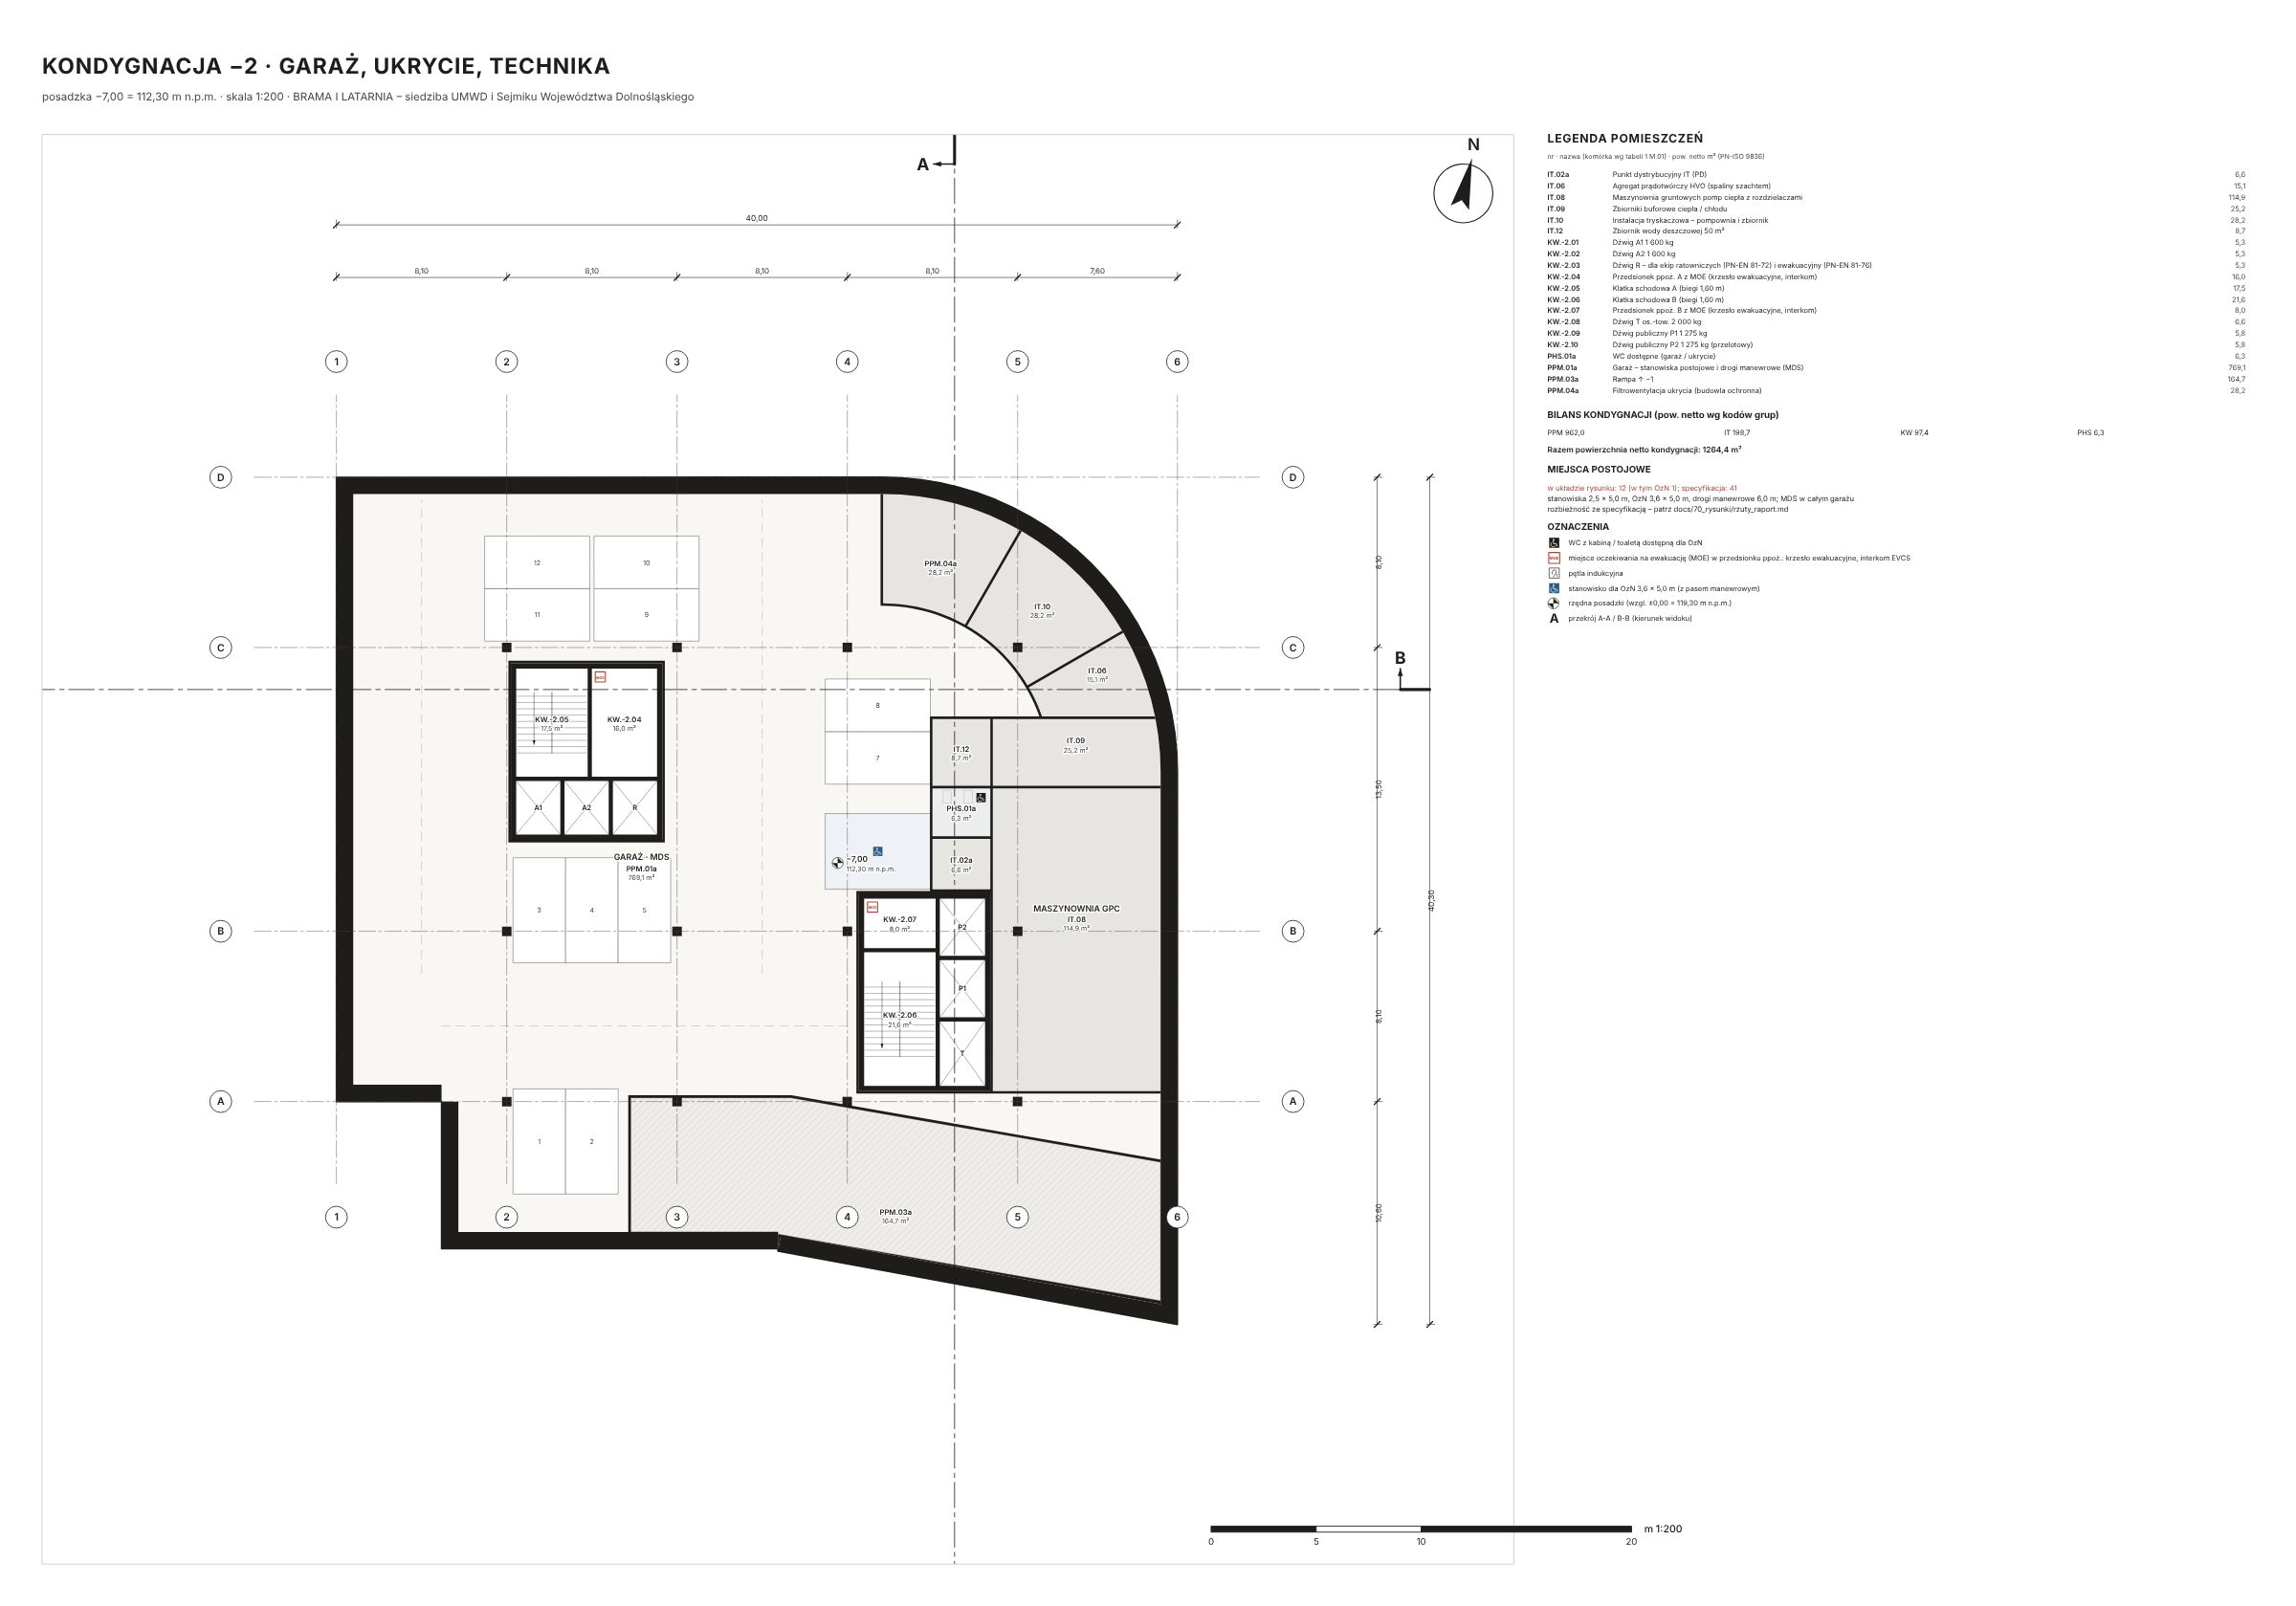 KONDYGNACJA −2 · GARAŻ, UKRYCIE, TECHNIKA
posadzka −7,00 = 112,30 m n.p.m. · skala 1:200 · BRAMA I LATARNIA – siedziba UMWD i Sejmiku Województwa Dolnośląskiego
A
N
40,00
8,10 8,10 8,10 8,10 7,60
1 2 3 4 5 6
D D
12 10
11 9
PPM.04a
28,2 m²
8,10
IT.10
28,2 m²
C C
B
IT.06
15,1 m²
MOE
KW.-2.05
17,5 m²
KW.-2.04
16,0 m²
8
7
IT.12
8,7 m²
IT.09
25,2 m²
13,50
A1 A2 R
PHS.01a
6,3 m²
GARAŻ · MDS
PPM.01a
769,1 m²
−7,00
112,30 m n.p.m.
IT.02a
6,6 m²
40,30
3 4 5
MOE
KW.-2.07
8,0 m²
P2
MASZYNOWNIA GPC
IT.08
114,9 m²
B B
P1
KW.-2.06
21,6 m²
T
8,10
A A
1 2
PPM.03a
164,7 m²
10,60
1 2 3 4 5 6
0 5 10 20
m 1:200
LEGENDA POMIESZCZEŃ
nr · nazwa (komórka wg tabeli 1 M.01) · pow. netto m² (PN-ISO 9836)
IT.02a Punkt dystrybucyjny IT (PD) 6,6
IT.06 Agregat prądotwórczy HVO (spaliny szachtem) 15,1
IT.08 Maszynownia gruntowych pomp ciepła z rozdzielaczami 114,9
IT.09 Zbiorniki buforowe ciepła / chłodu 25,2
IT.10 Instalacja tryskaczowa – pompownia i zbiornik 28,2
IT.12 Zbiornik wody deszczowej 50 m³ 8,7
KW.-2.01 Dźwig A1 1 600 kg 5,3
KW.-2.02 Dźwig A2 1 600 kg 5,3
KW.-2.03 Dźwig R – dla ekip ratowniczych (PN-EN 81-72) i ewakuacyjny (PN-EN 81-76) 5,3
KW.-2.04 Przedsionek ppoż. A z MOE (krzesło ewakuacyjne, interkom) 16,0
KW.-2.05 Klatka schodowa A (biegi 1,60 m) 17,5
KW.-2.06 Klatka schodowa B (biegi 1,60 m) 21,6
KW.-2.07 Przedsionek ppoż. B z MOE (krzesło ewakuacyjne, interkom) 8,0
KW.-2.08 Dźwig T os.-tow. 2 000 kg 6,6
KW.-2.09 Dźwig publiczny P1 1 275 kg 5,8
KW.-2.10 Dźwig publiczny P2 1 275 kg (przelotowy) 5,8
PHS.01a WC dostępne (garaż / ukrycie) 6,3
PPM.01a Garaż – stanowiska postojowe i drogi manewrowe (MDS) 769,1
PPM.03a Rampa ↑ −1 164,7
PPM.04a Filtrowentylacja ukrycia (budowla ochronna) 28,2
BILANS KONDYGNACJI (pow. netto wg kodów grup)
PPM 962,0 IT 198,7 KW 97,4 PHS 6,3
Razem powierzchnia netto kondygnacji: 1264,4 m²
MIEJSCA POSTOJOWE
w układzie rysunku: 12 (w tym OzN 1); specyfikacja: 41
stanowiska 2,5 × 5,0 m, OzN 3,6 × 5,0 m, drogi manewrowe 6,0 m; MDS w całym garażu
rozbieżność ze specyfikacją – patrz docs/70_rysunki/rzuty_raport.md
OZNACZENIA
WC z kabiną / toaletą dostępną dla OzN
MOE miejsce oczekiwania na ewakuację (MOE) w przedsionku ppoż.: krzesło ewakuacyjne, interkom EVCS
pętla indukcyjna
stanowisko dla OzN 3,6 × 5,0 m (z pasem manewrowym)
rzędna posadzki (wzgl. ±0,00 = 119,30 m n.p.m.)
A przekrój A-A / B-B (kierunek widoku)